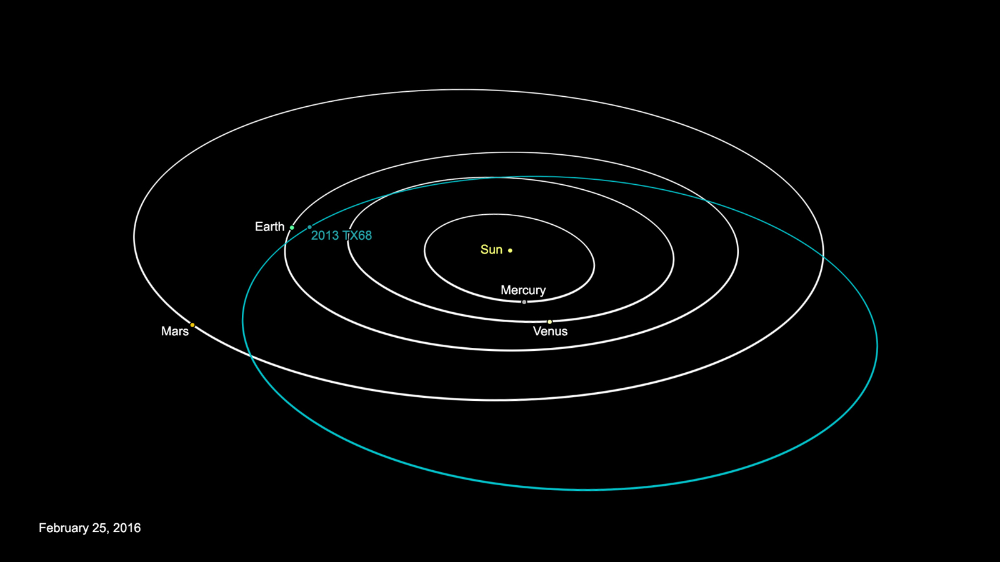 Earth
2013 TX68
Sun
Mercury
Mars
Venus
February 25, 2016